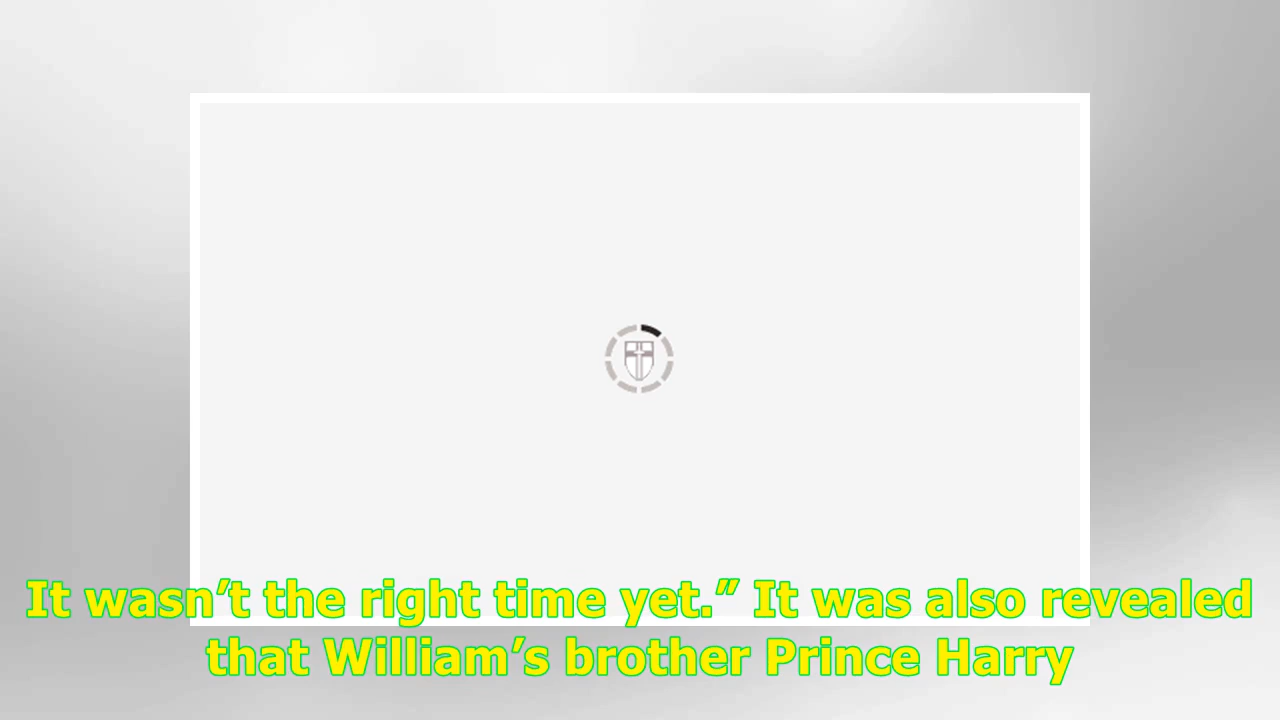 It wasn’t the right time yet.” It was also revealed
that William’s brother Prince Harry